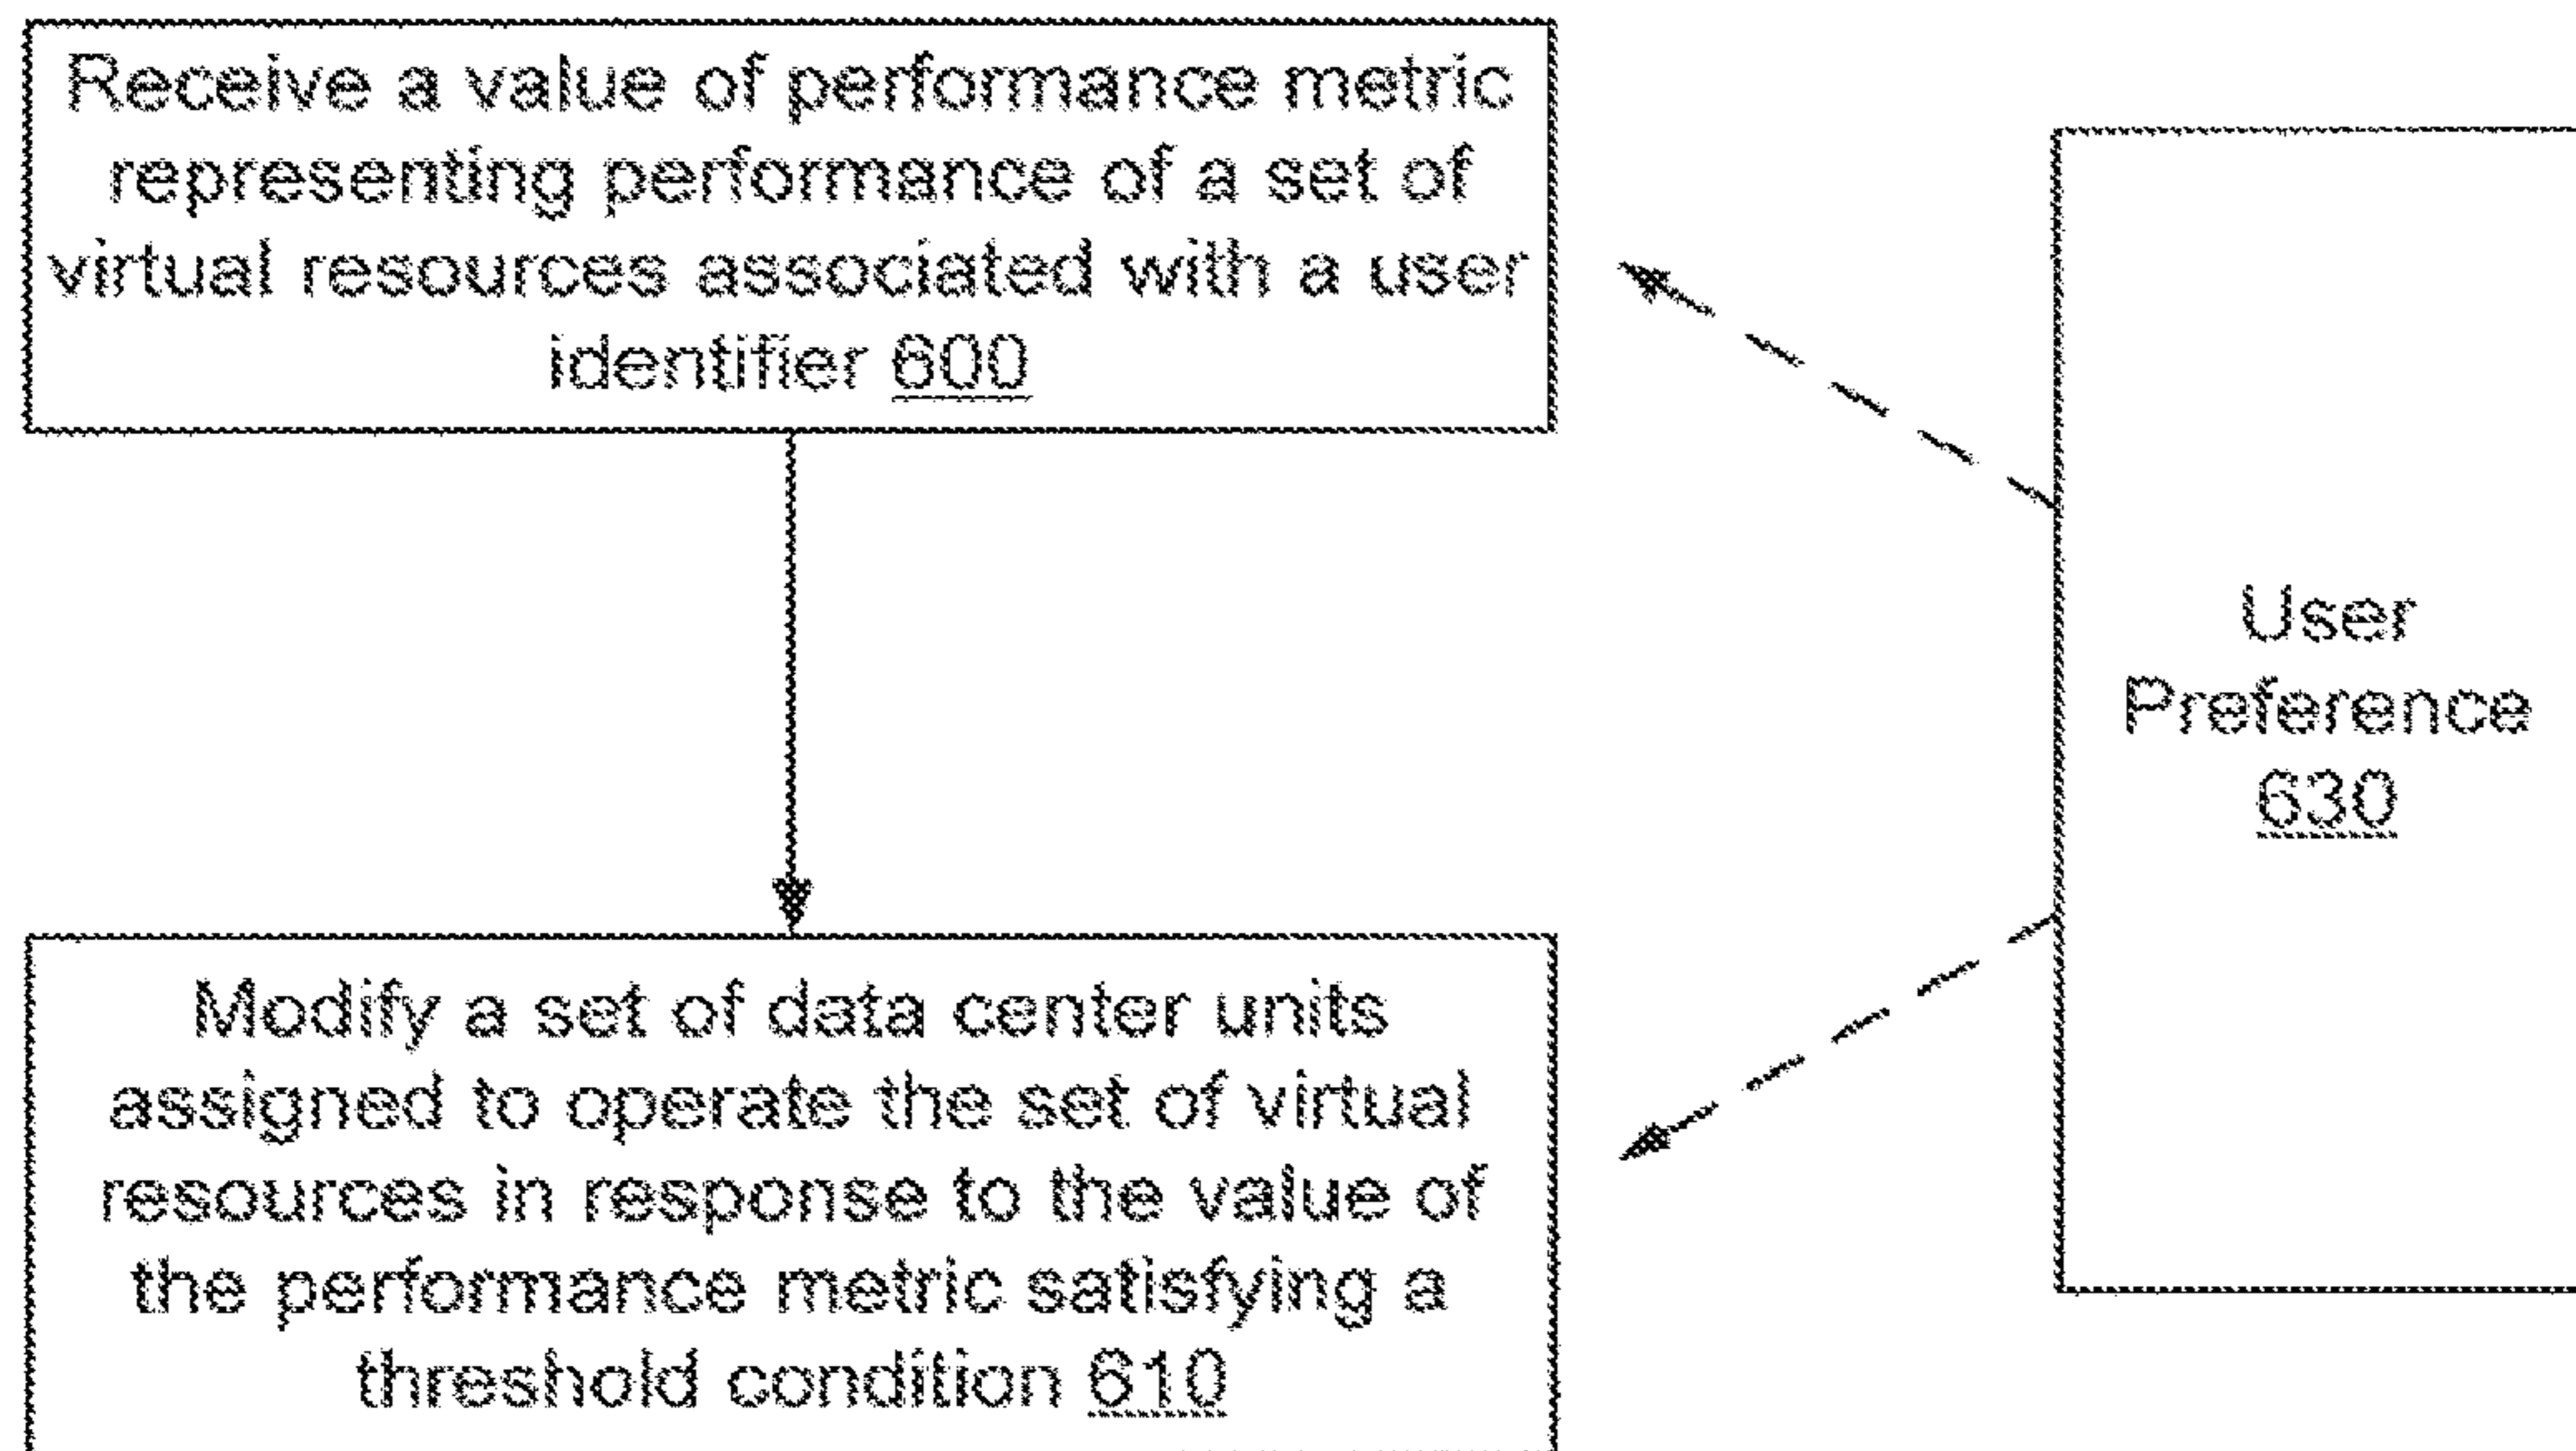 Receive a value of performance metric
representing performance of a set of
virtual resources associated with a user
identifier 600
User
Preference
630
Modify a set of data center units
assigned to operate the set of virtual
resources in response to the value of
the performance metric satisfying a
threshold condition 610